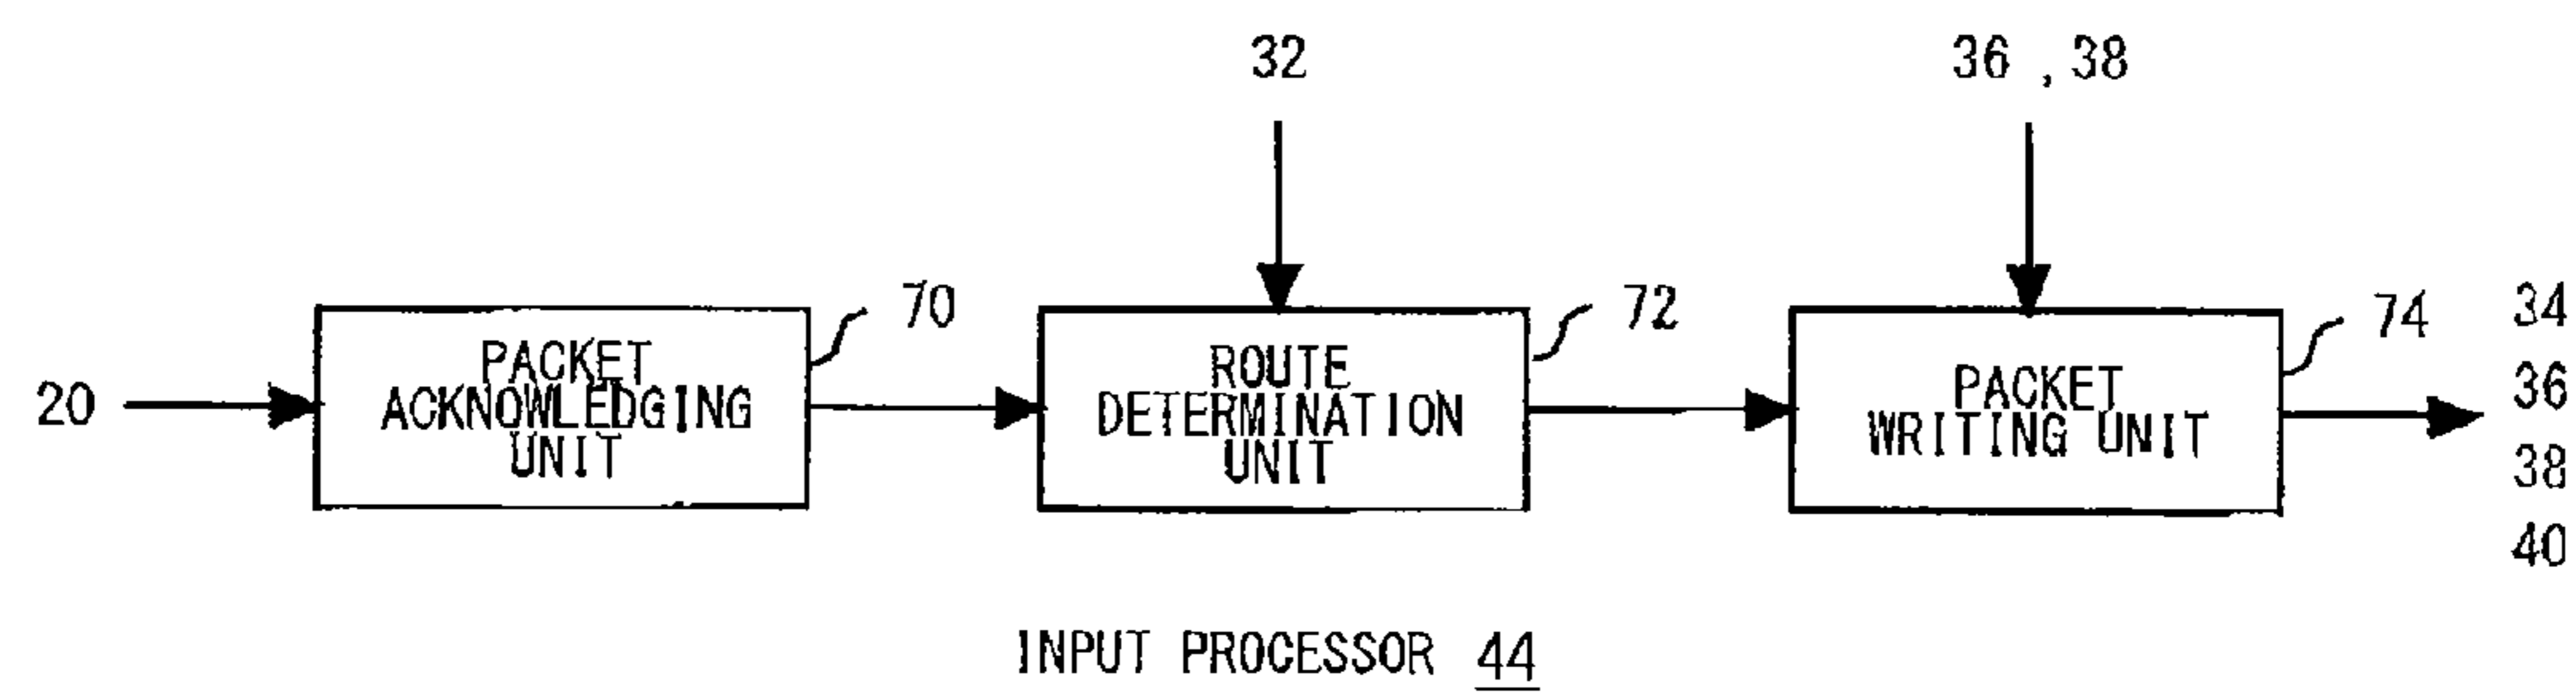 32
36 , 38
20
PACKET
ACKNOWLEDGING
UNIT
70
ROUTE
DETERMINATION
UNIT
72
PACKET
WRITING UNIT
74
34
36
38
40
INPUT PROCESSOR 44